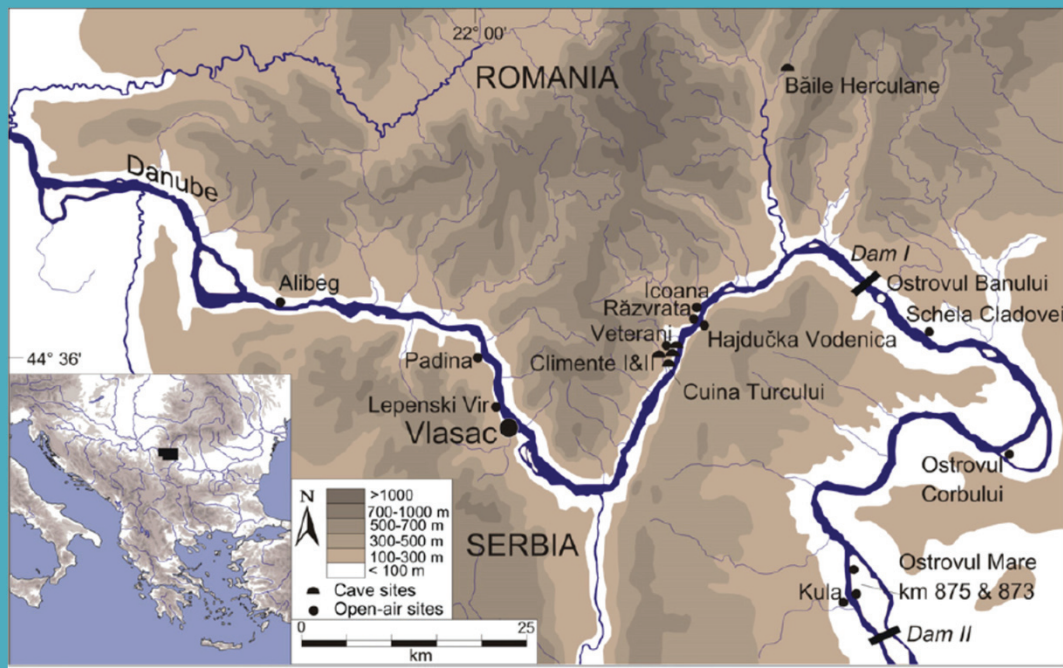 22° 00'
ROMANIA
Băile Herculane
Danube
Dam I
Alibeg
Icoana
Ostrovul Banului
Răzvrata
Schela Cladovei
Veterani
Hajdučka Vodenica
44° 36'
Padina
Climente I&II
Cuina Turcului
Lepenski Vir
Vlasac
Ostrovul
Corbului
N
>1000
700-1000 m
500-700 m
300-500 m
100-300 m
< 100 m
SERBIA
Ostrovul Mare
km 875 & 873
Kula
Cave sites
Open-air sites
0
25
km
Dam II